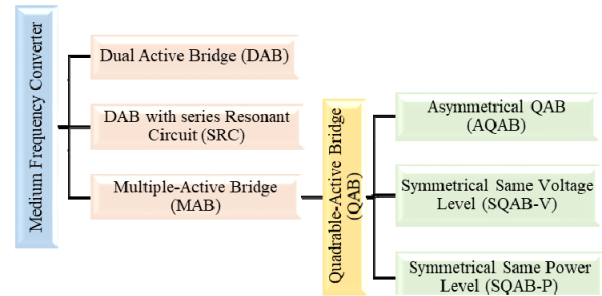 Medium Frequency Converter
Dual Active Bridge (DAB)
DAB with series Resonant
Circuit (SRC)
Multiple-Active Bridge
(MAB)
Quadrable-Active Bridge
(QAB)
Asymmetrical QAB
(AQAB)
Symmetrical Same Voltage
Level (SQAB-V)
Symmetrical Same Power
Level (SQAB-P)